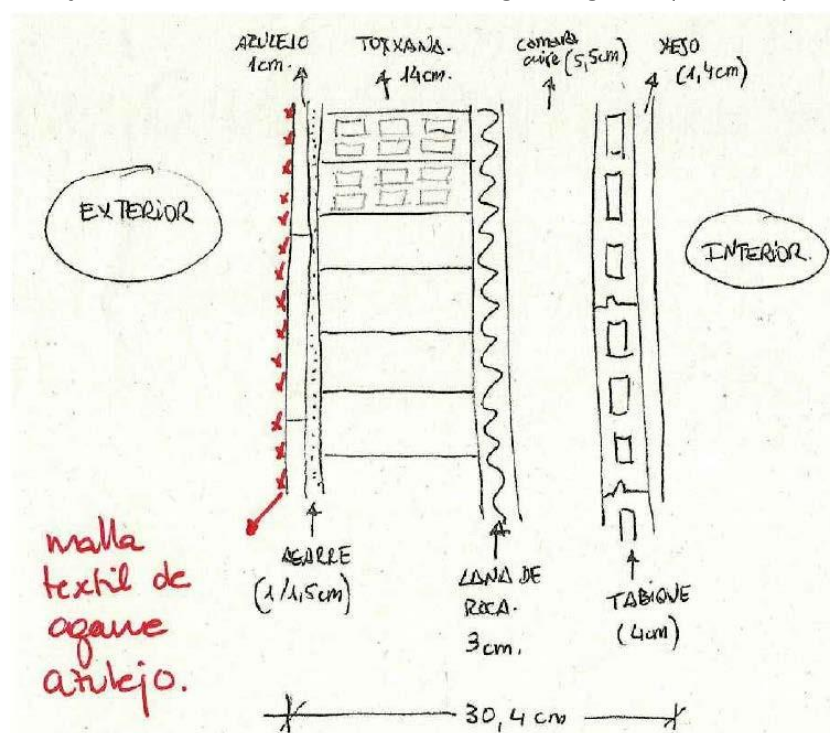 AZULEJO
1cm.
TOXXANA.
14cm.
camara
aire (5,5cm)
YESO
(1,4cm)
EXTERIOR
INTERIOR.
AGARRE
(1/1,5cm)
LANA DE
ROCA.
3cm.
TABIQUE
(4cm)
malla
textil de
agarre
azulejo.
30,4 cm